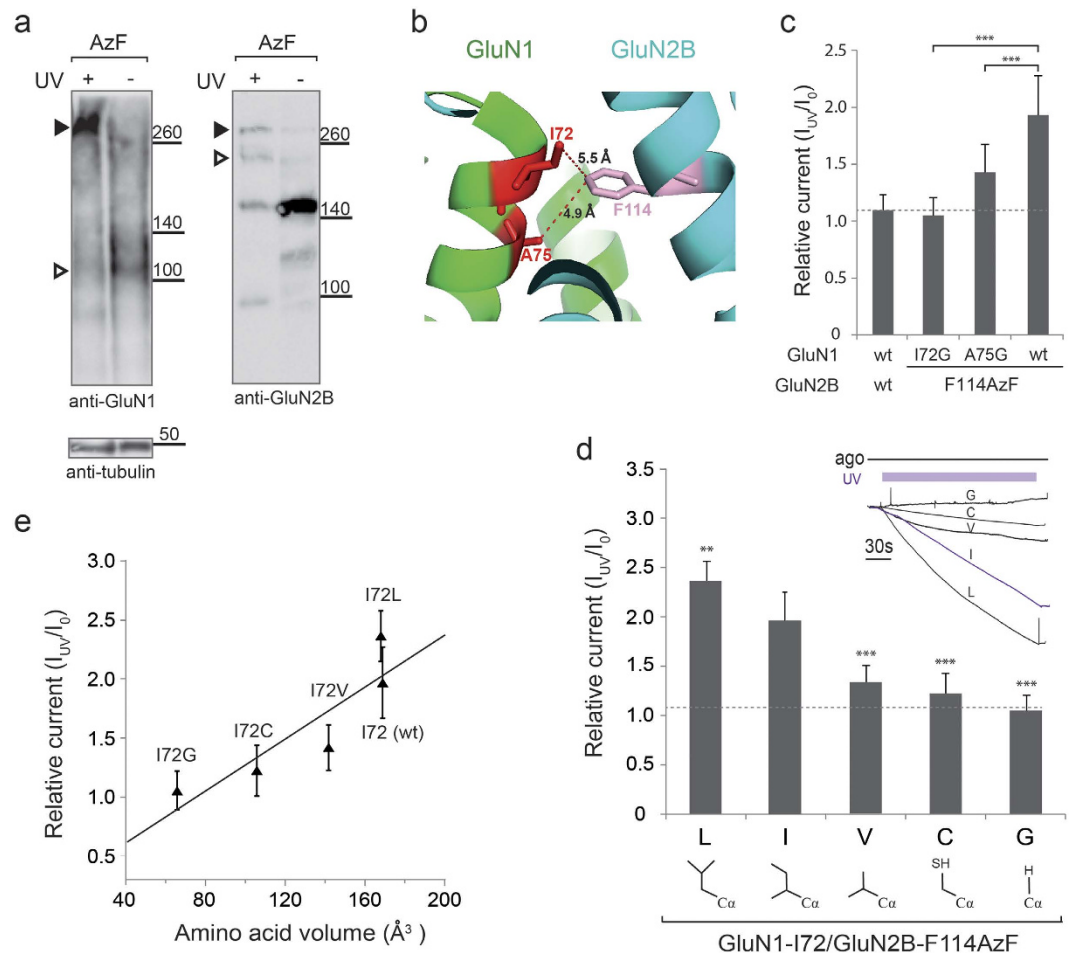 a
AzF
AzF
UV + -
UV + -
260
140
100
260
140
100
anti-GluN1
anti-GluN2B
50
anti-tubulin
b
GluN1 GluN2B
I72
5.5 Å
F114
4.9 Å
A75
c
Relative current (IUV/I0)
2.5
2.0
1.5
1.0
0.5
0
***
***
GluN1 wt I72G A75G wt
GluN2B wt F114AzF
d
Relative current (IUV/I0)
3.5
3.0
2.5
2.0
1.5
1.0
0.5
0
**
***
***
***
ago
UV
G
C
V
I
L
30s
L I V C G
SH
H
Cα Cα Cα Cα Cα
GluN1-I72/GluN2B-F114AzF
e
Relative current (IUV/I0)
3.0
2.5
2.0
1.5
1.0
0.5
I72L
I72V
I72 (wt)
I72C
I72G
40 80 120 160 200
Amino acid volume (Å³ )